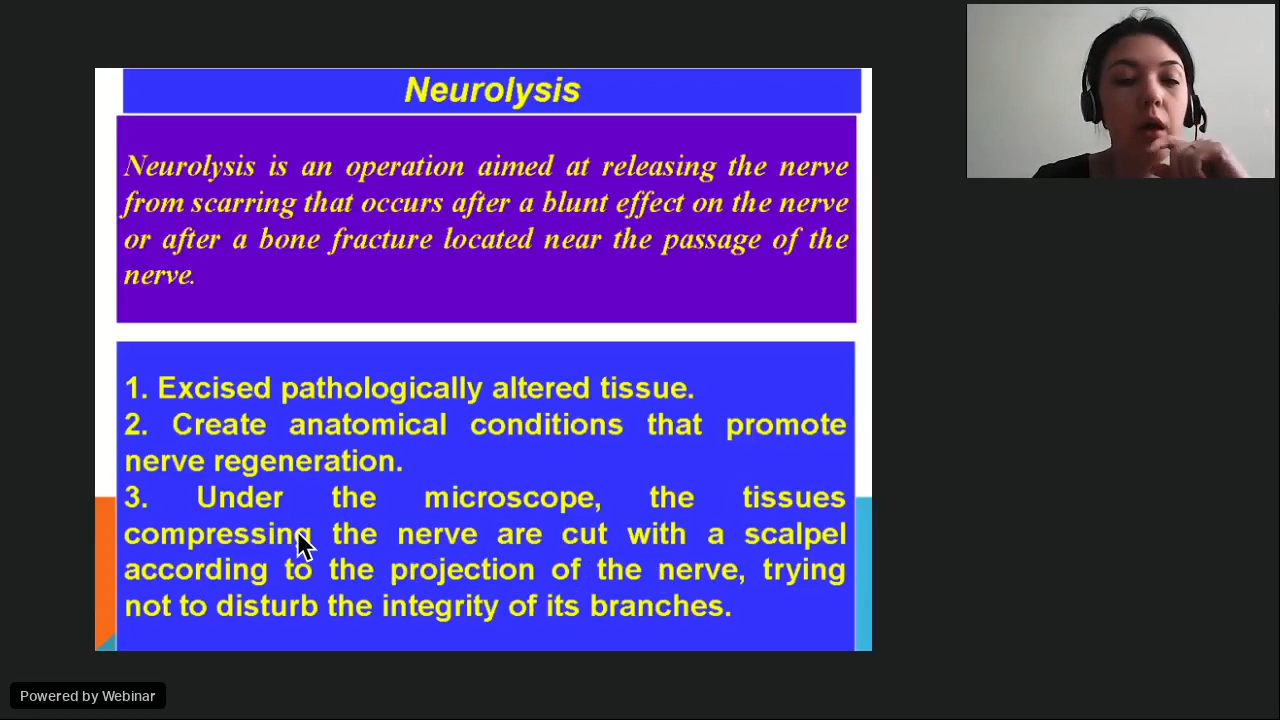 Neurolysis
Neurolysis is an operation aimed at releasing the nerve
from scarring that occurs after a blunt effect on the nerve
or after a bone fracture located near the passage of the
nerve.
1. Excised pathologically altered tissue.
2. Create anatomical conditions that promote
nerve regeneration.
3. Under the microscope, the tissues
compressing the nerve are cut with a scalpel
according to the projection of the nerve, trying
not to disturb the integrity of its branches.
Powered by Webinar